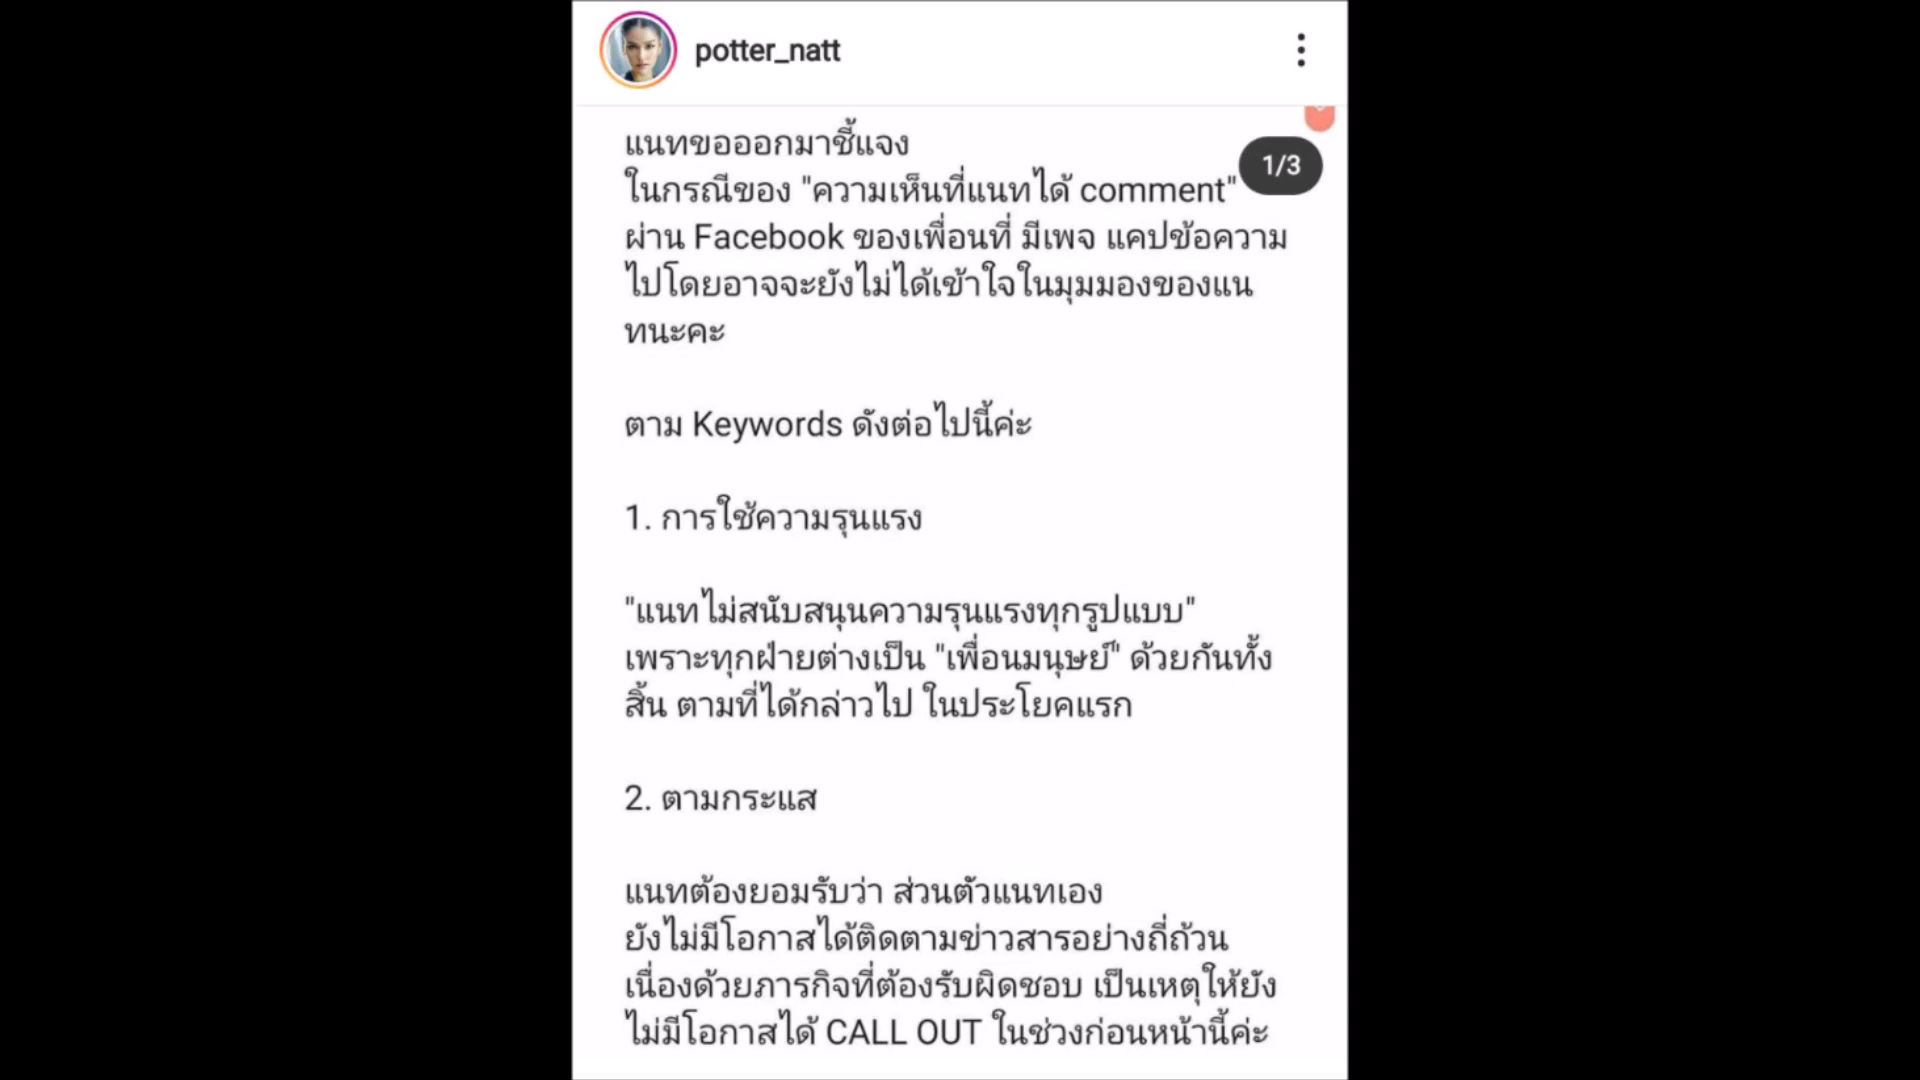 potter_natt
1/3
แนทขอออกมาชี้แจง
ในกรณีของ "ความเห็นที่แนทได้ comment"
ผ่าน Facebook ของเพื่อนที่ มีเพจ แคปข้อความ
ไปโดยอาจจะยังไม่ได้เข้าใจในมุมมองของแน
ทนะคะ
ตาม Keywords ดังต่อไปนี้ค่ะ
1. การใช้ความรุนแรง
"แนทไม่สนับสนุนความรุนแรงทุกรูปแบบ"
เพราะทุกฝ่ายต่างเป็น "เพื่อนมนุษย์" ด้วยกันทั้ง
สิ้น ตามที่ได้กล่าวไป ในประโยคแรก
2. ตามกระแส
แนทต้องยอมรับว่า ส่วนตัวแนทเอง
ยังไม่มีโอกาสได้ติดตามข่าวสารอย่างถี่ถ้วน
เนื่องด้วยภารกิจที่ต้องรับผิดชอบ เป็นเหตุให้ยัง
ไม่มีโอกาสได้ CALL OUT ในช่วงก่อนหน้านี้ค่ะ